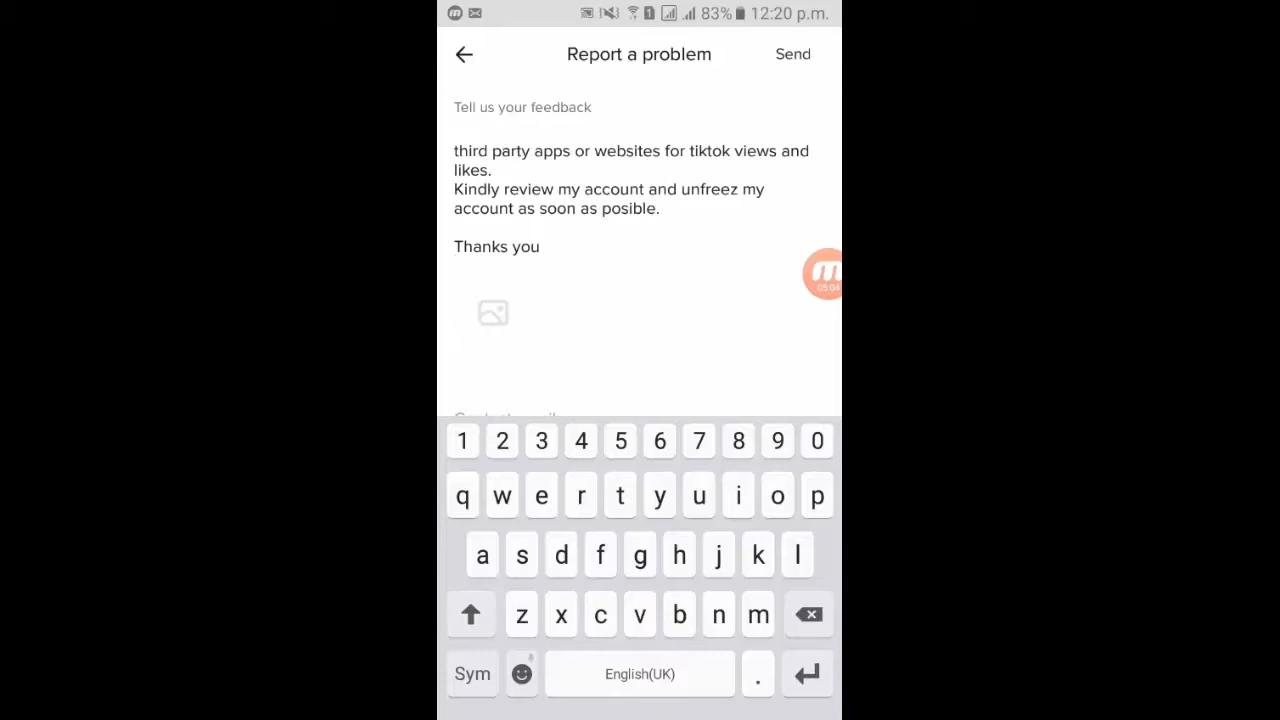 83% 12:20 p.m.
Report a problem Send
Tell us your feedback
third party apps or websites for tiktok views and
likes.
Kindly review my account and unfreez my
account as soon as posible.
Thanks you
05:04
1 2 3 4 5 6 7 8 9 0
q w e r t y u i o p
a s d f g h j k l
z x c v b n m
Sym English(UK) .